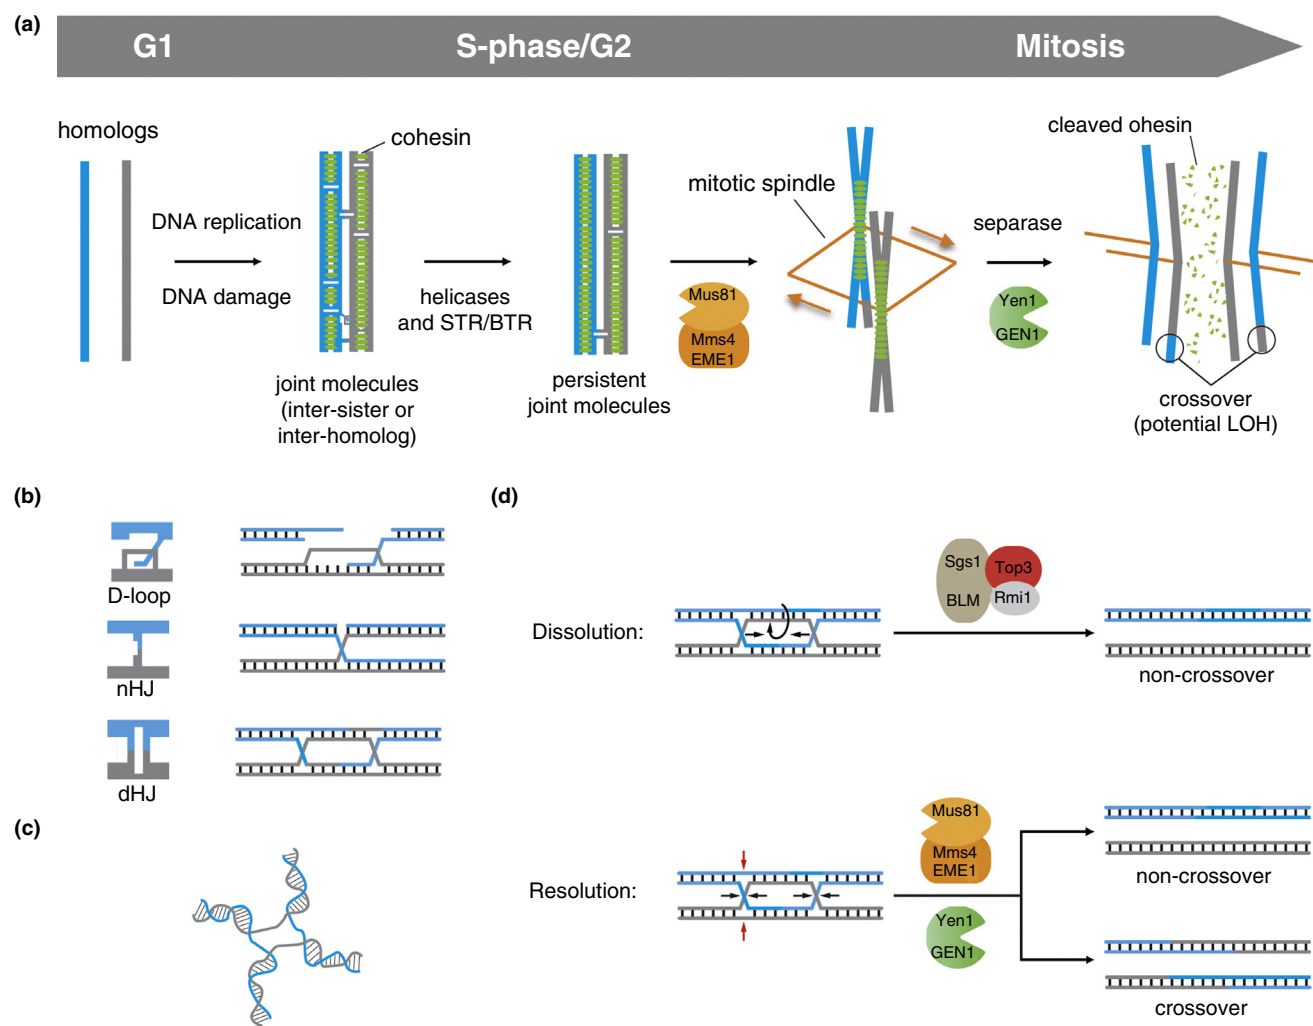 (a)
G1
S-phase/G2
Mitosis
homologs
DNA replication
DNA damage
cohesin
joint molecules
(inter-sister or
inter-homolog)
helicases
and STR/BTR
persistent
joint molecules
Mus81
Mms4
EME1
mitotic spindle
separase
Yen1
GEN1
cleaved ohesin
crossover
(potential LOH)
(b)
D-loop
nHJ
dHJ
(c)
(d)
Dissolution:
Sgs1
BLM
Top3
Rmi1
non-crossover
Resolution:
Mus81
Mms4
EME1
Yen1
GEN1
non-crossover
crossover